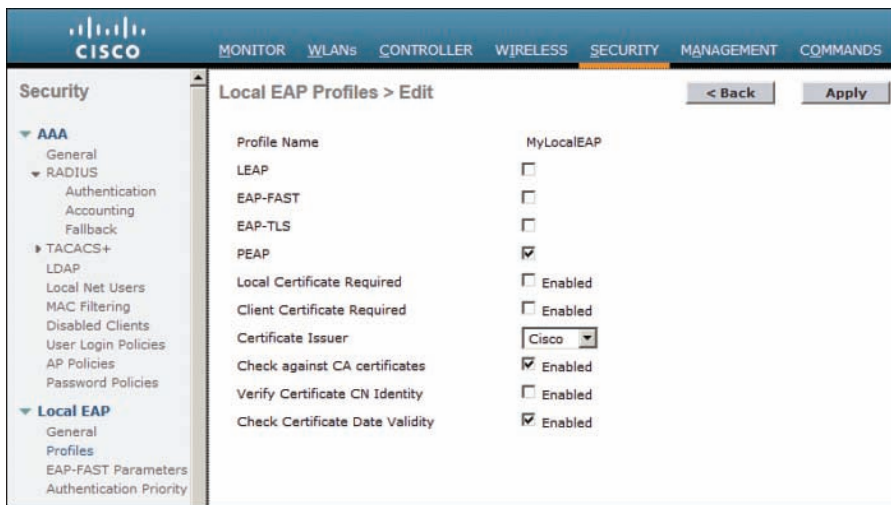 CISCO
MONITOR WLANs CONTROLLER WIRELESS SECURITY MANAGEMENT COMMANDS
Security
AAA
General
RADIUS
Authentication
Accounting
Fallback
TACACS+
LDAP
Local Net Users
MAC Filtering
Disabled Clients
User Login Policies
AP Policies
Password Policies
Local EAP
General
Profiles
EAP-FAST Parameters
Authentication Priority
Local EAP Profiles > Edit
< Back
Apply
Profile Name MyLocalEAP
LEAP
EAP-FAST
EAP-TLS
PEAP
Local Certificate Required Enabled
Client Certificate Required Enabled
Certificate Issuer Cisco
Check against CA certificates Enabled
Verify Certificate CN Identity Enabled
Check Certificate Date Validity Enabled